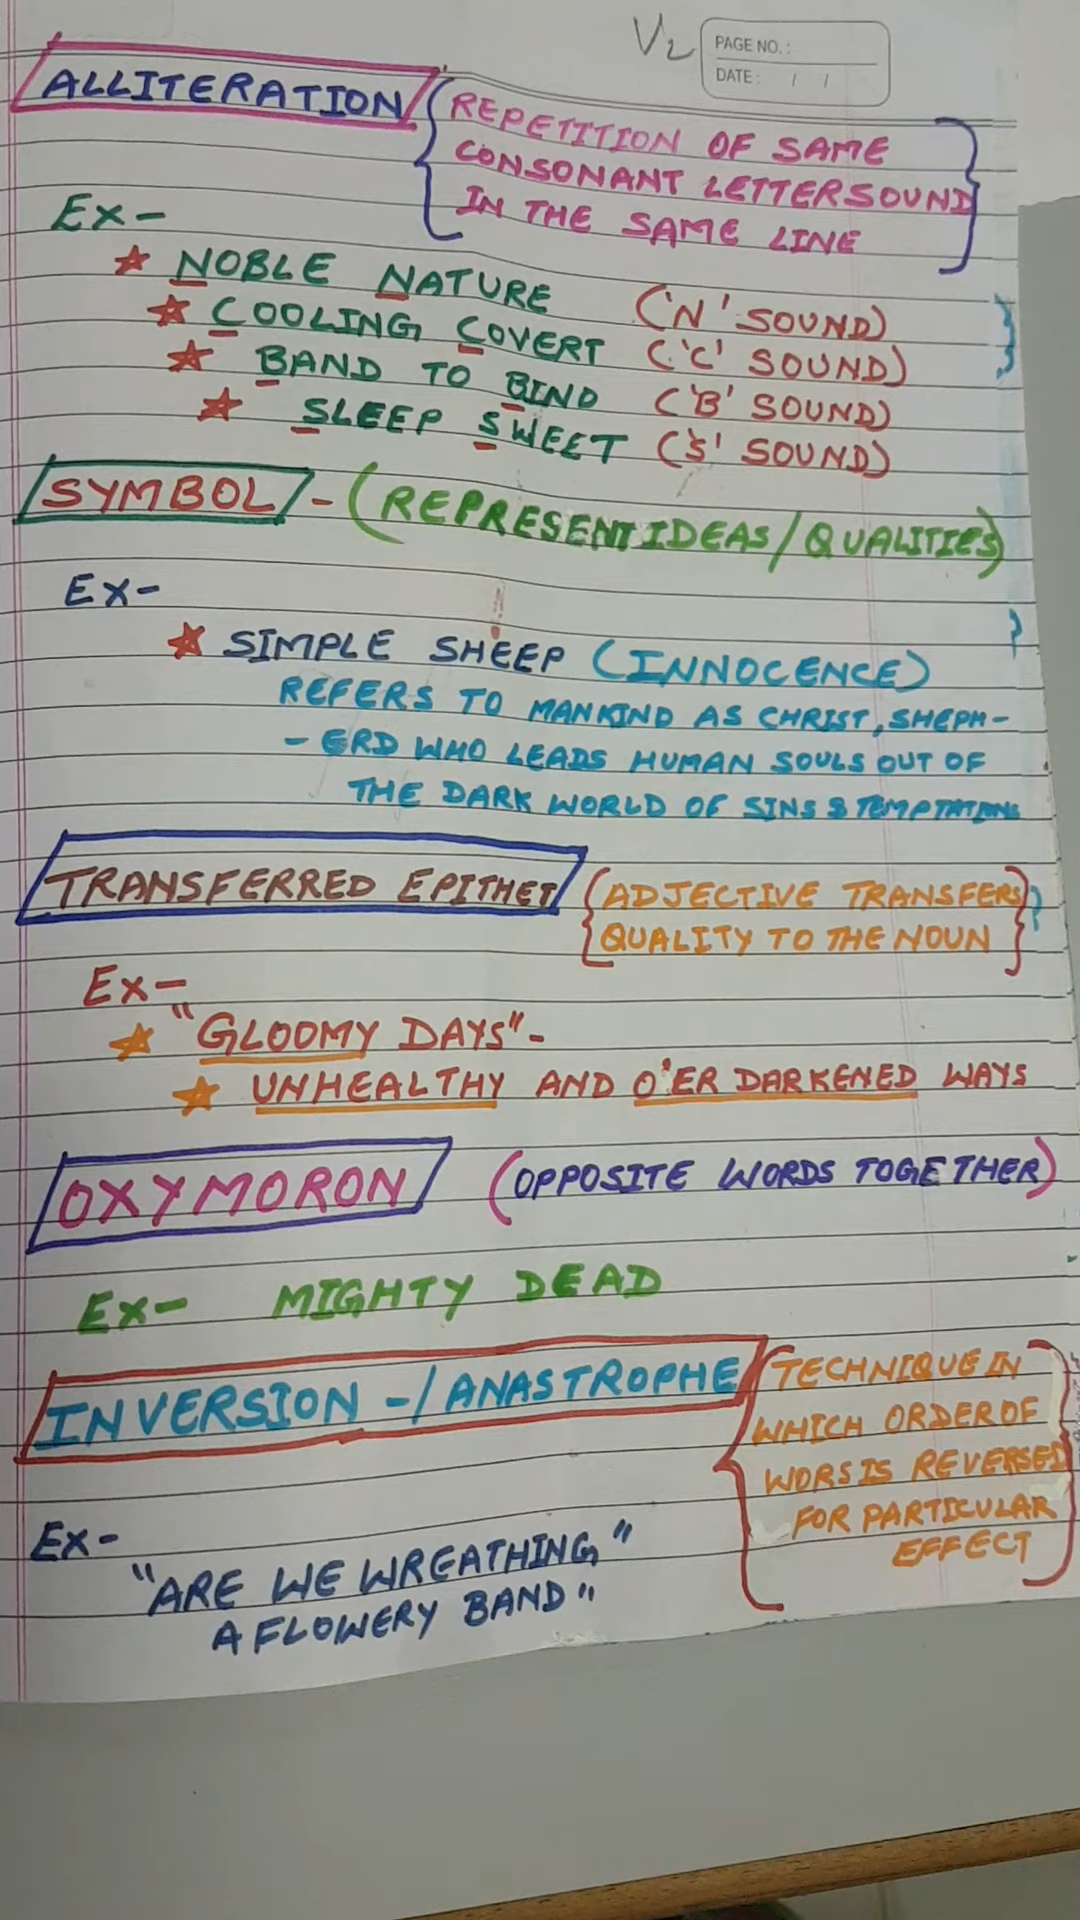 V2
PAGE NO.:
DATE: / /
ALLITERATION
REPETITION OF SAME
CONSONANT LETTERSOUND
IN THE SAME LINE
EX-
NOBLE NATURE ('N' SOUND)
COOLING COVERT ('C' SOUND)
BAND TO BIND ('B' SOUND)
SLEEP SWEET ('S' SOUND)
SYMBOL - (REPRESENT IDEAS/QUALITIES)
EX-
SIMPLE SHEEP (INNOCENCE)
REFERS TO MANKIND AS CHRIST, SHEPH-
-ERD WHO LEADS HUMAN SOULS OUT OF
THE DARK WORLD OF SINS & TEMPTATIONS
TRANSFERRED EPITHET
ADJECTIVE TRANSFERS
QUALITY TO THE NOUN
EX-
"GLOOMY DAYS"-
UNHEALTHY AND O'ER DARKENED WAYS
OXYMORON (OPPOSITE WORDS TOGETHER)
EX- MIGHTY DEAD
INVERSION -/ANASTROPHE
TECHNIQUE IN
WHICH ORDER OF
WORS IS REVERSED
FOR PARTICULAR
EFFECT
EX-
"ARE WE WREATHING"
A FLOWERY BAND"